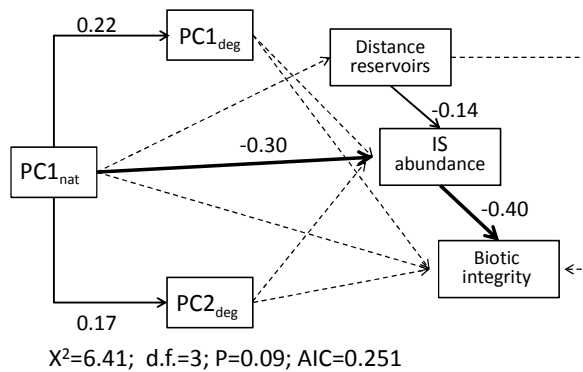 0.22
PC1deg
Distance
reservoirs
-0.14
-0.30
IS
abundance
PC1nat
-0.40
Biotic
integrity
PC2deg
0.17
X²=6.41; d.f.=3; P=0.09; AIC=0.251